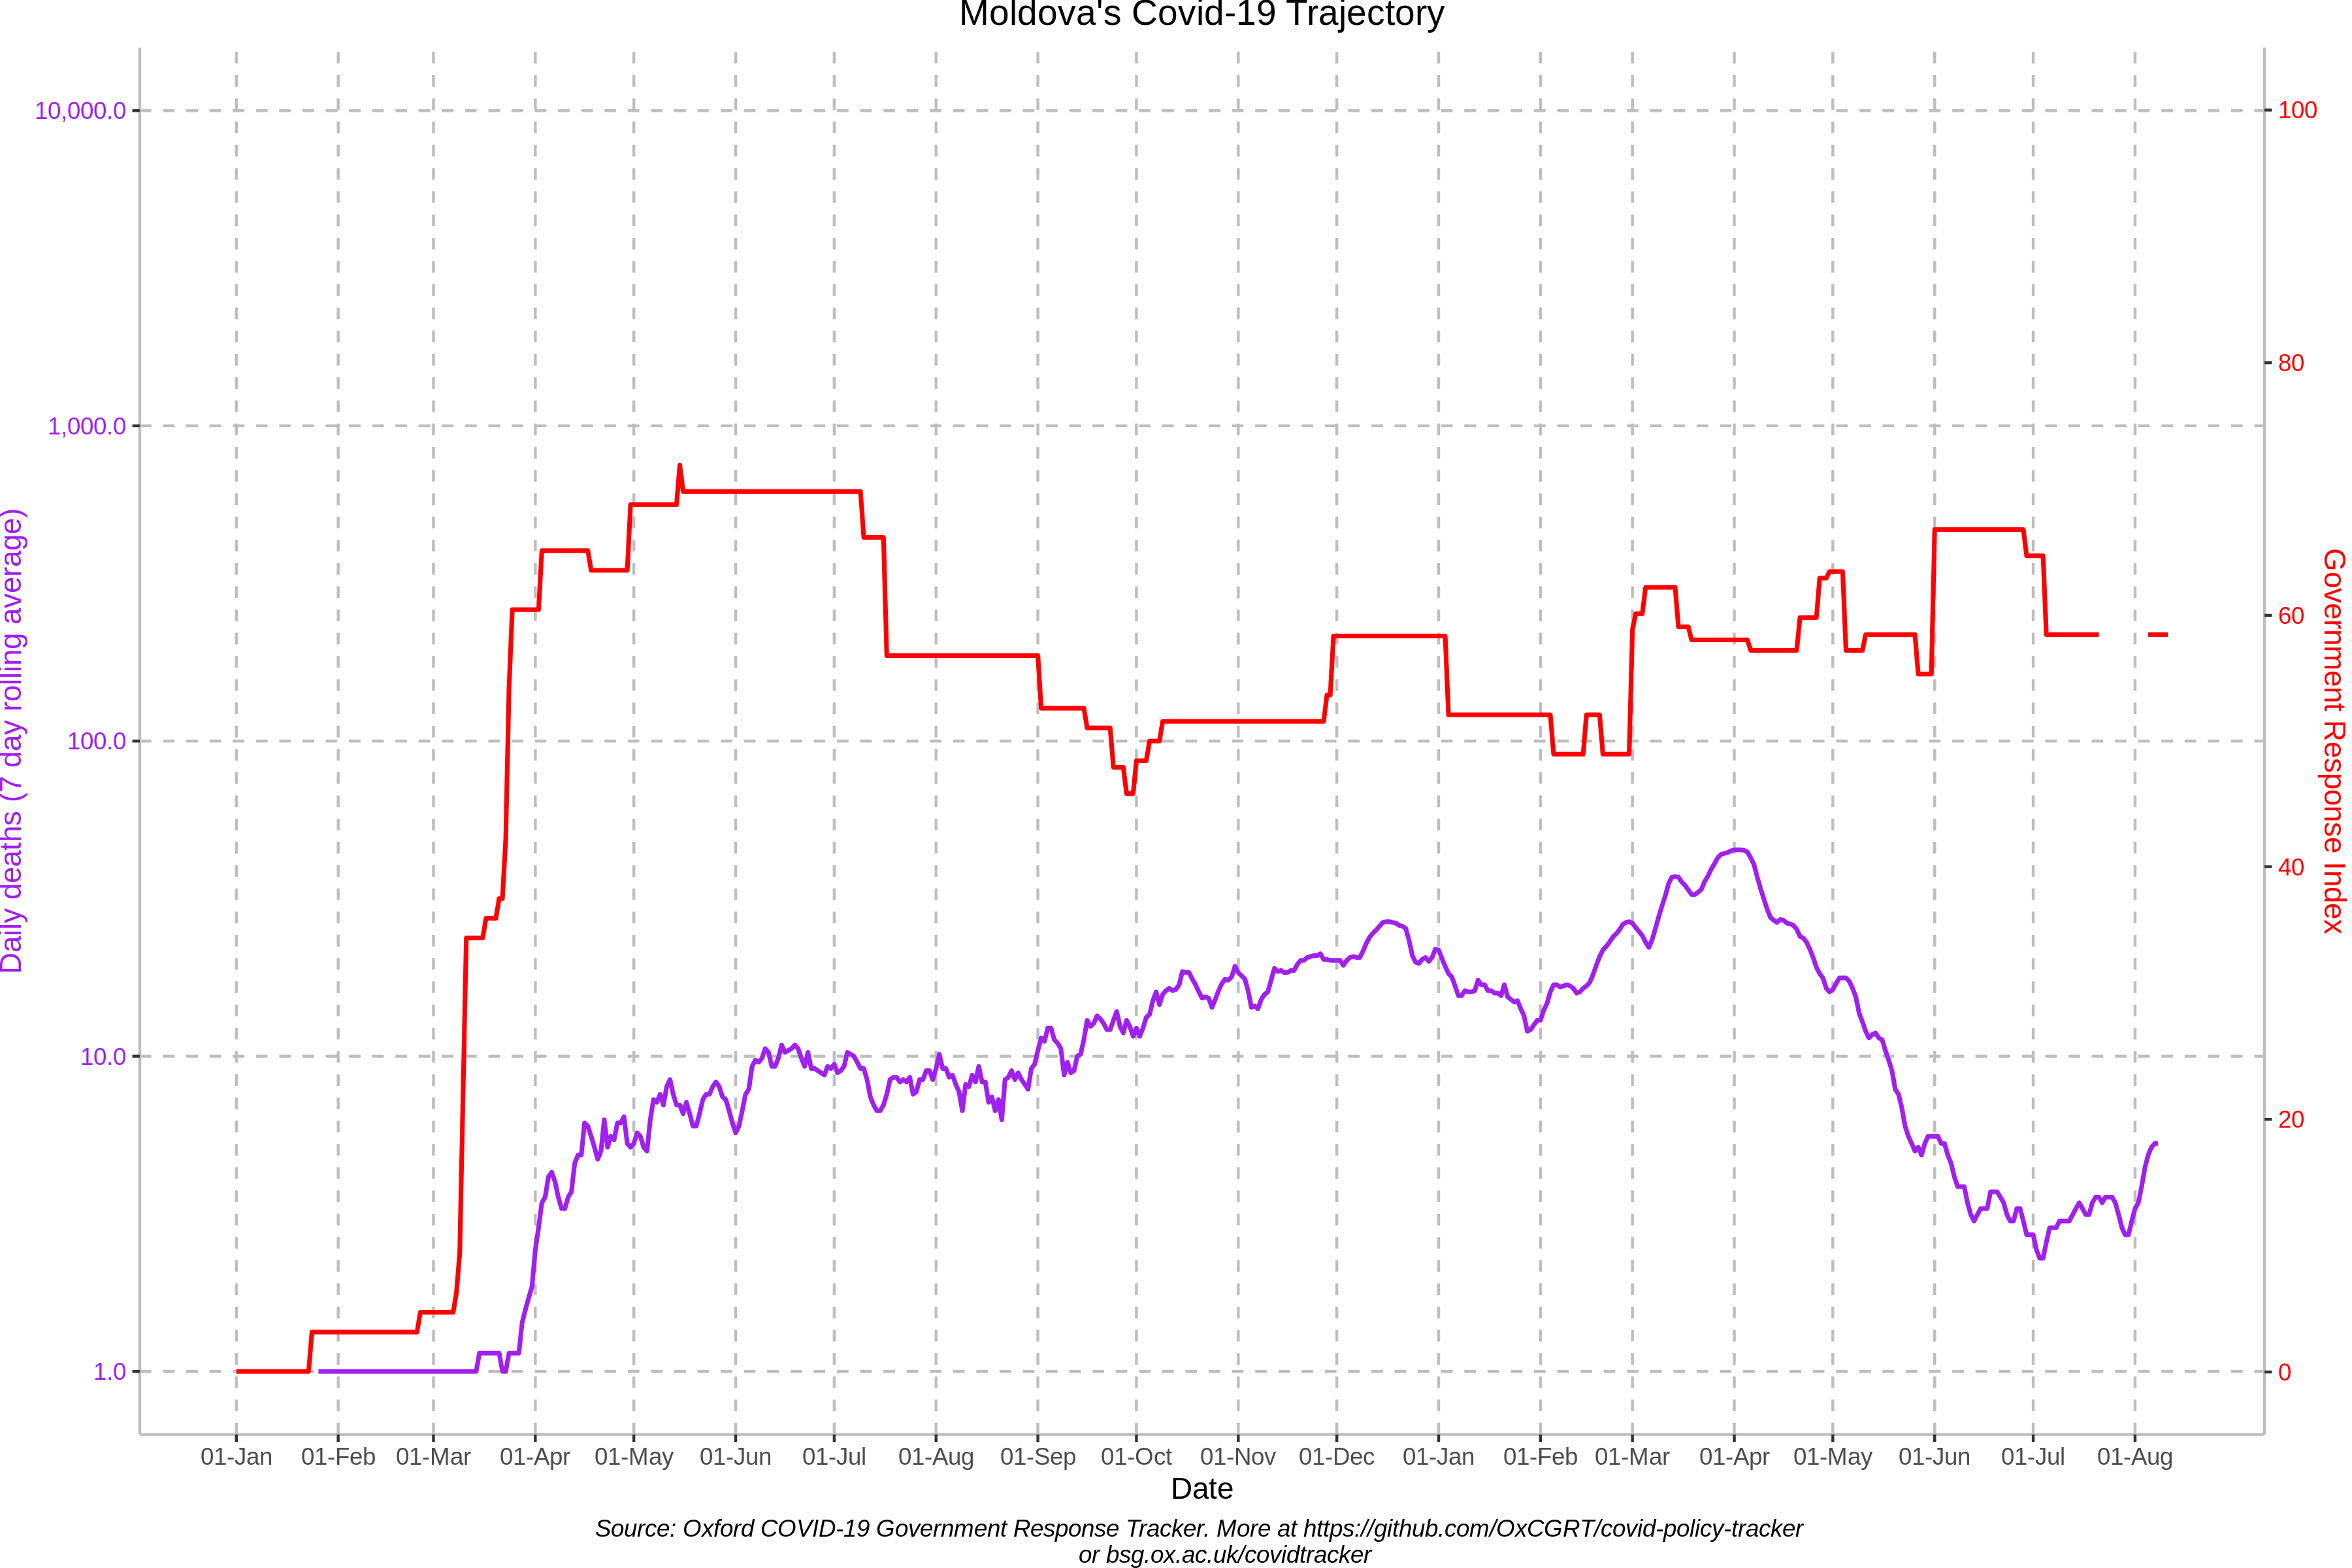 Moldova's Covid-19 Trajectory
10,000.0
1,000.0
100.0
10.0
1.0
Daily deaths (7 day rolling average)
100
80
60
40
20
0
Government Response Index
01-Jan 01-Feb 01-Mar 01-Apr 01-May 01-Jun 01-Jul 01-Aug 01-Sep 01-Oct 01-Nov 01-Dec 01-Jan 01-Feb 01-Mar 01-Apr 01-May 01-Jun 01-Jul 01-Aug
Date
Source: Oxford COVID-19 Government Response Tracker. More at https://github.com/OxCGRT/covid-policy-tracker
or bsg.ox.ac.uk/covidtracker